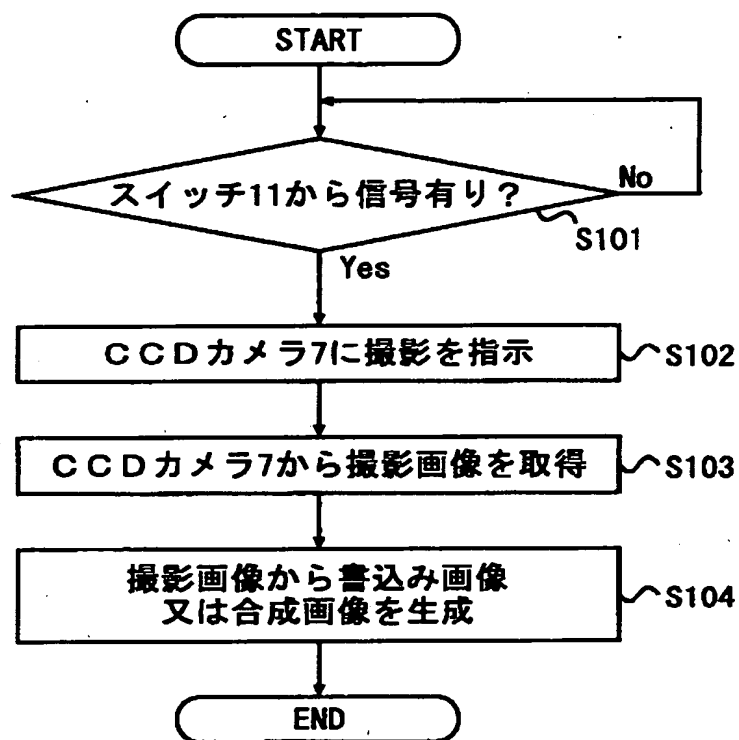 START
スイッチ11から信号有り？
No
S101
Yes
ＣＣＤカメラ7に撮影を指示
S102
ＣＣＤカメラ7から撮影画像を取得
S103
撮影画像から書込み画像
又は合成画像を生成
S104
END